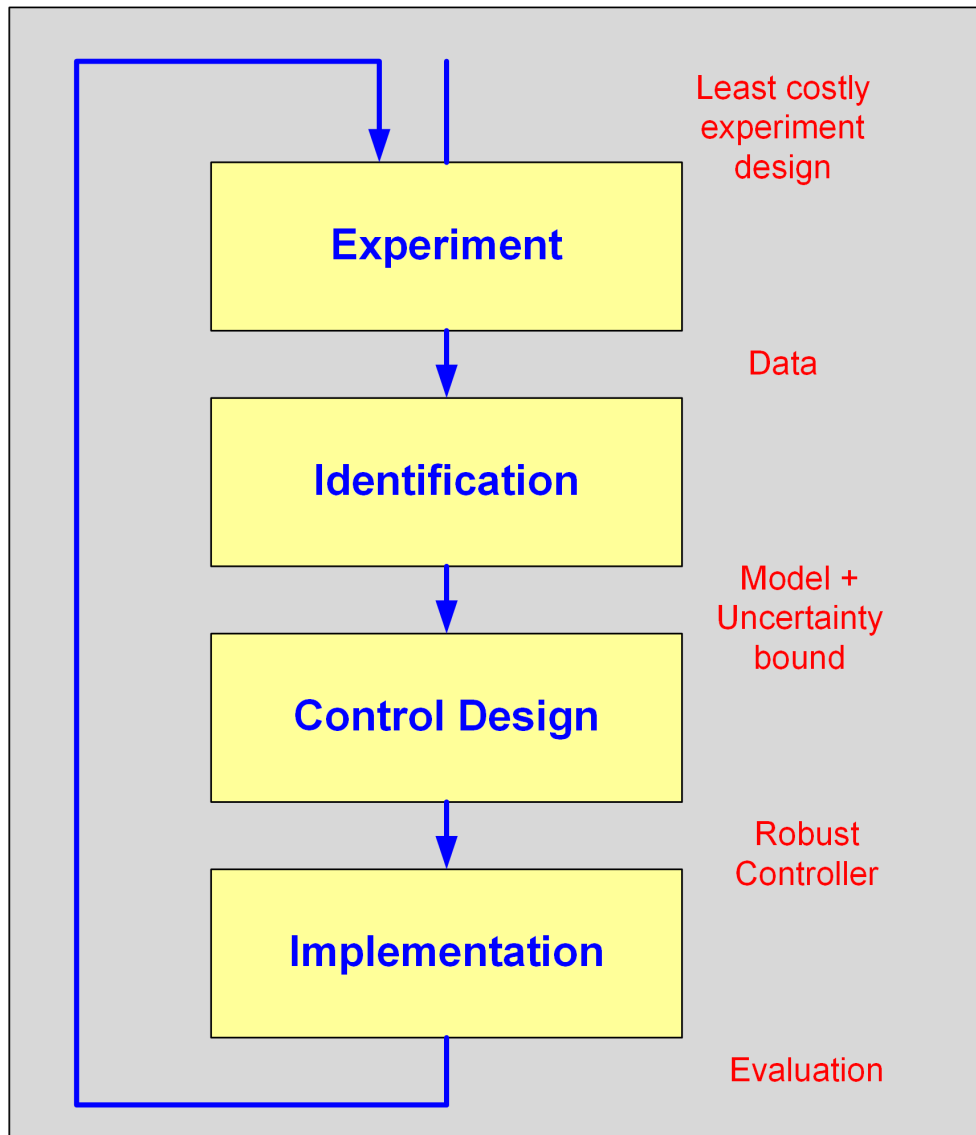 Least costly
experiment
design
Experiment
Data
Identification
Model +
Uncertainty
bound
Control Design
Robust
Controller
Implementation
Evaluation